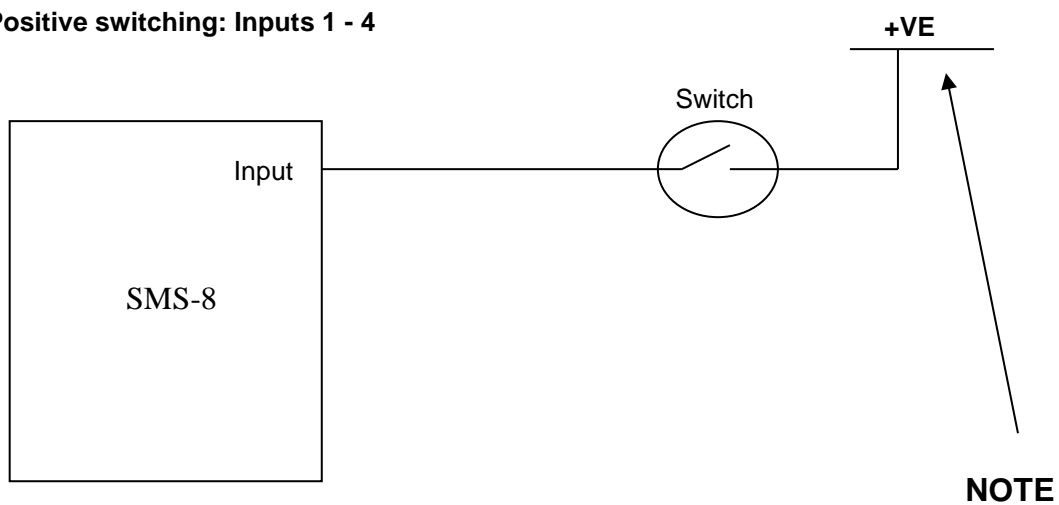 Positive switching: Inputs 1 - 4
+VE
Switch
Input
SMS-8
NOTE